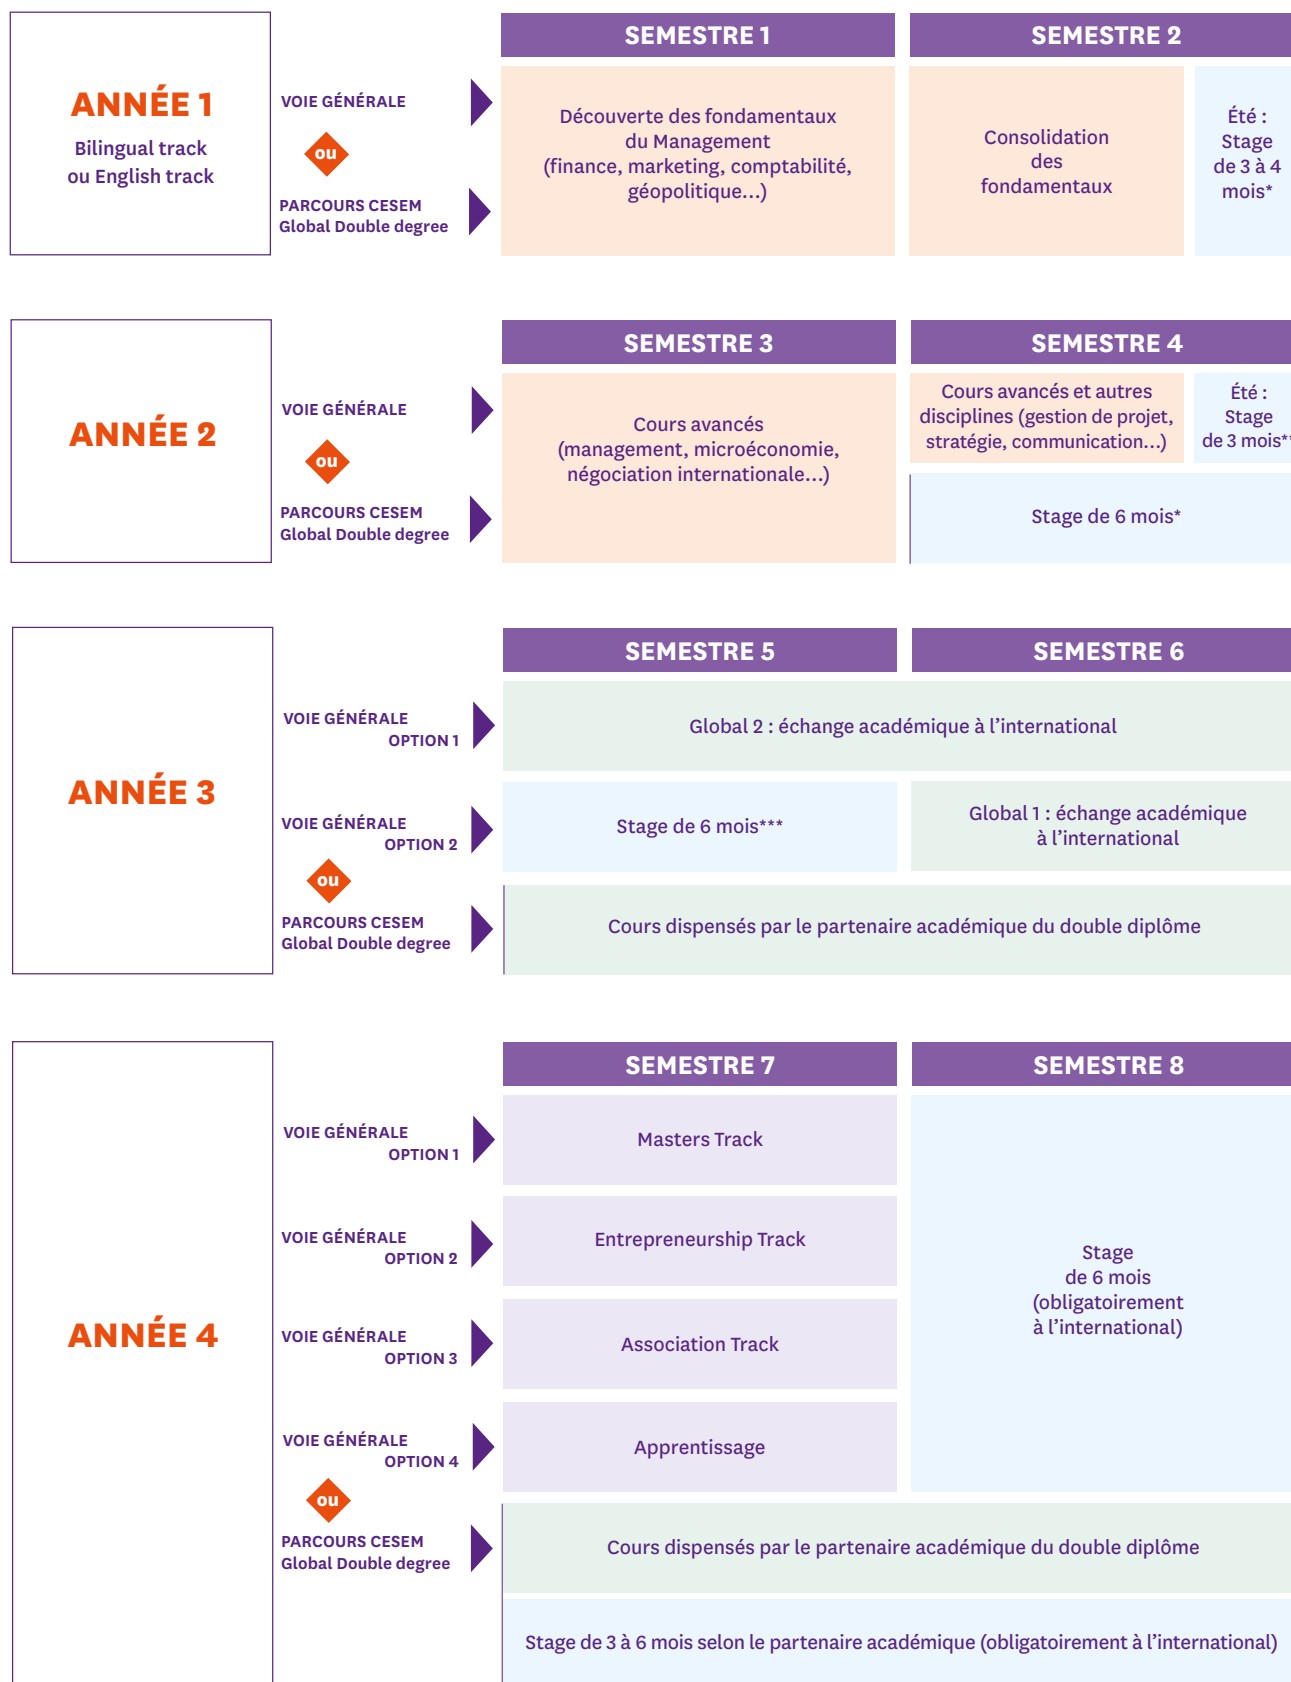 ANNÉE 1
Bilingual track
ou English track
VOIE GÉNÉRALE
ou
PARCOURS CESEM
Global Double degree
SEMESTRE 1
Découverte des fondamentaux
du Management
(finance, marketing, comptabilité,
géopolitique…)
SEMESTRE 2
Consolidation
des
fondamentaux
Été :
Stage
de 3 à 4
mois*
ANNÉE 2
VOIE GÉNÉRALE
ou
PARCOURS CESEM
Global Double degree
SEMESTRE 3
Cours avancés
(management, microéconomie,
négociation internationale…)
SEMESTRE 4
Cours avancés et autres
disciplines (gestion de projet,
stratégie, communication…)
Été :
Stage
de 3 mois**
Stage de 6 mois*
ANNÉE 3
SEMESTRE 5
SEMESTRE 6
VOIE GÉNÉRALE
OPTION 1
Global 2 : échange académique à l’international
VOIE GÉNÉRALE
OPTION 2
Stage de 6 mois***
Global 1 : échange académique
à l’international
ou
PARCOURS CESEM
Global Double degree
Cours dispensés par le partenaire académique du double diplôme
ANNÉE 4
SEMESTRE 7
SEMESTRE 8
VOIE GÉNÉRALE
OPTION 1
Masters Track
VOIE GÉNÉRALE
OPTION 2
Entrepreneurship Track
VOIE GÉNÉRALE
OPTION 3
Association Track
VOIE GÉNÉRALE
OPTION 4
Apprentissage
Stage
de 6 mois
(obligatoirement
à l’international)
ou
PARCOURS CESEM
Global Double degree
Cours dispensés par le partenaire académique du double diplôme
Stage de 3 à 6 mois selon le partenaire académique (obligatoirement à l’international)